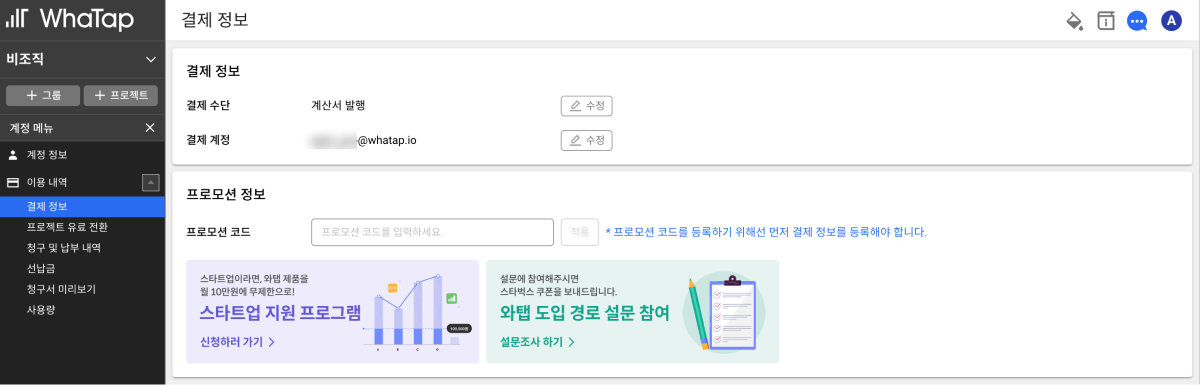 WhaTap
결제 정보
A
비조직
+ 그룹
+ 프로젝트
계정 메뉴
계정 정보
이용 내역
결제 정보
프로젝트 유료 전환
청구 및 납부 내역
선납금
청구서 미리보기
사용량
결제 정보
결제 수단 계산서 발행 수정
결제 계정 @whatap.io 수정
프로모션 정보
프로모션 코드 프로모션 코드를 입력하세요. 적용 * 프로모션 코드를 등록하기 위해선 먼저 결제 정보를 등록해야 합니다.
스타트업이라면, 와탭 제품을
월 10만원에 무제한으로!
스타트업 지원 프로그램
신청하러 가기 >
A B C D
설문에 참여해주시면
스타벅스 쿠폰을 보내드립니다.
와탭 도입 경로 설문 참여
설문조사 하기 >